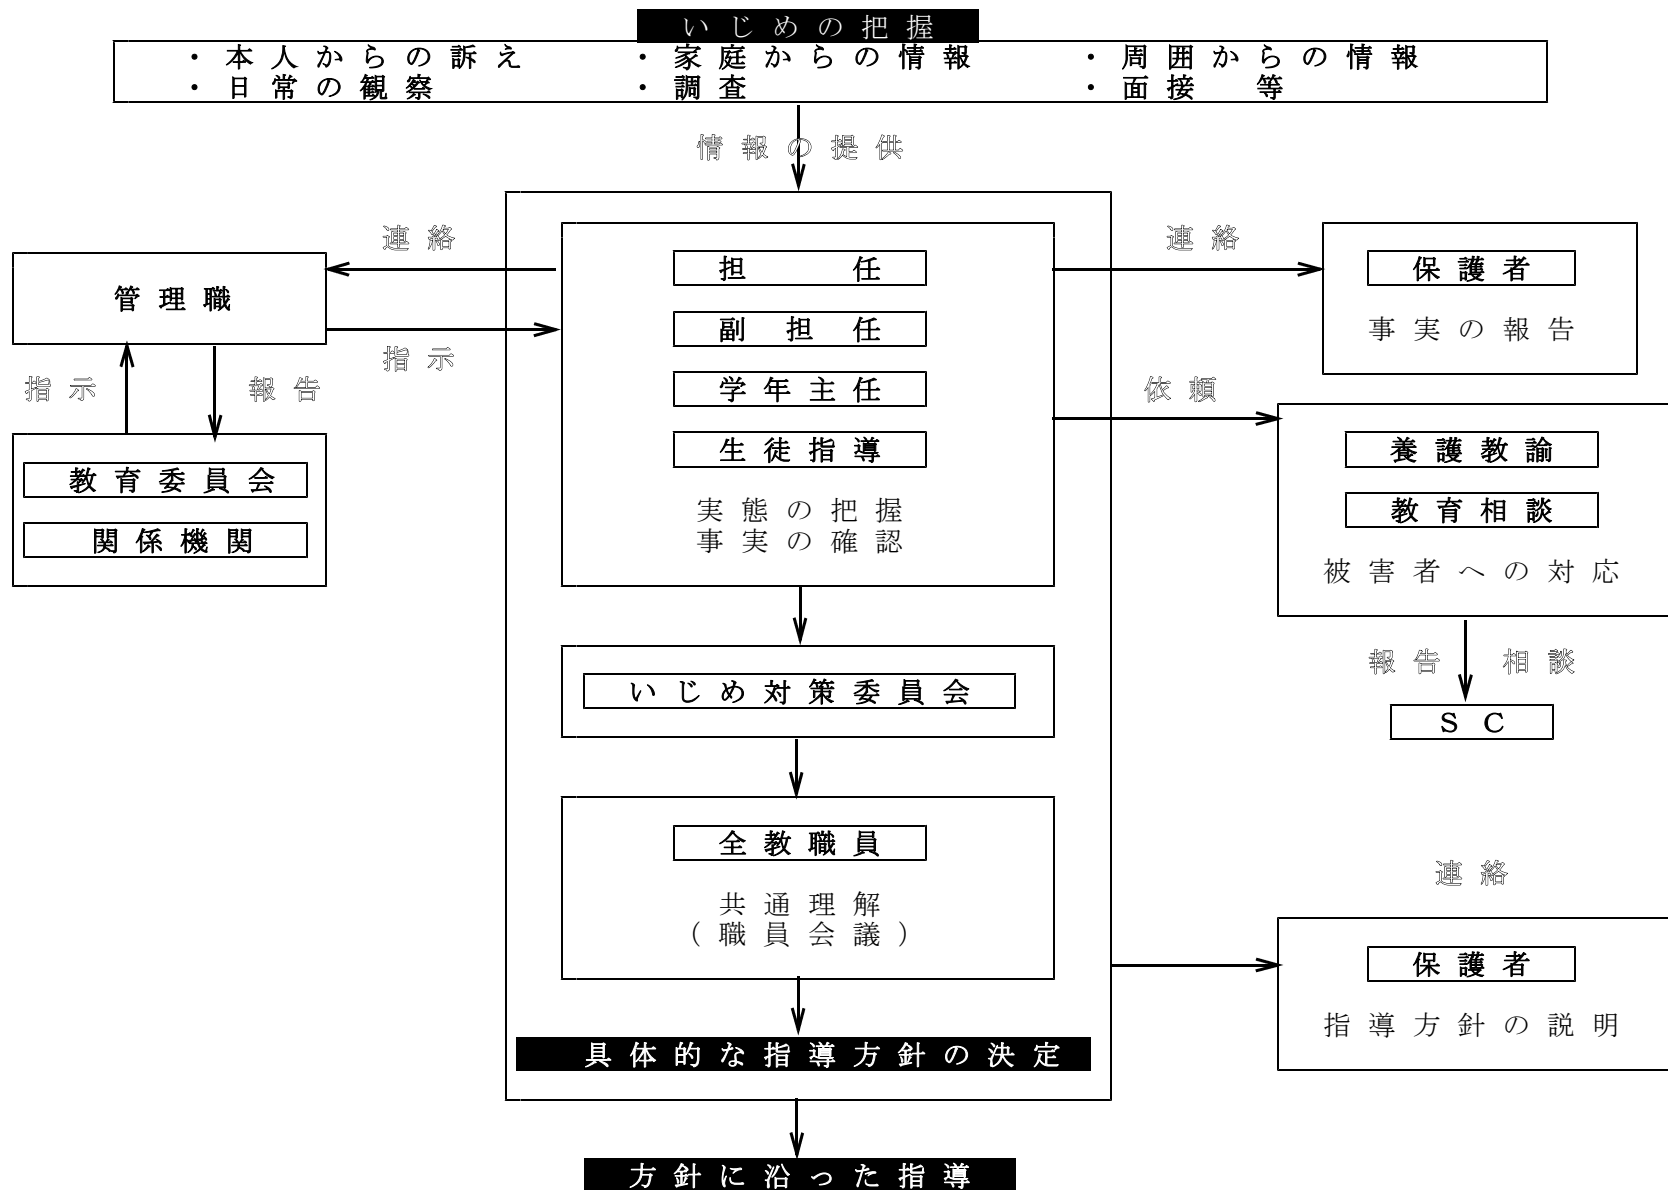 いじめの把握
・本人からの訴え ・家庭からの情報 ・周囲からの情報
・日常の観察 ・調査 ・面接 等
情報の提供
連絡
連絡
担 任
保護者
管理職
事実の報告
副 担 任
指示
指示
報告
学年主任
依頼
生徒指導
養護教諭
教育委員会
教育相談
実態の把握
関係機関
事実の確認
被害者への対応
報告 相談
いじめ対策委員会
SC
全教職員
連絡
共通理解
(職員会議)
保護者
指導方針の説明
具体的な指導方針の決定
方針に沿った指導